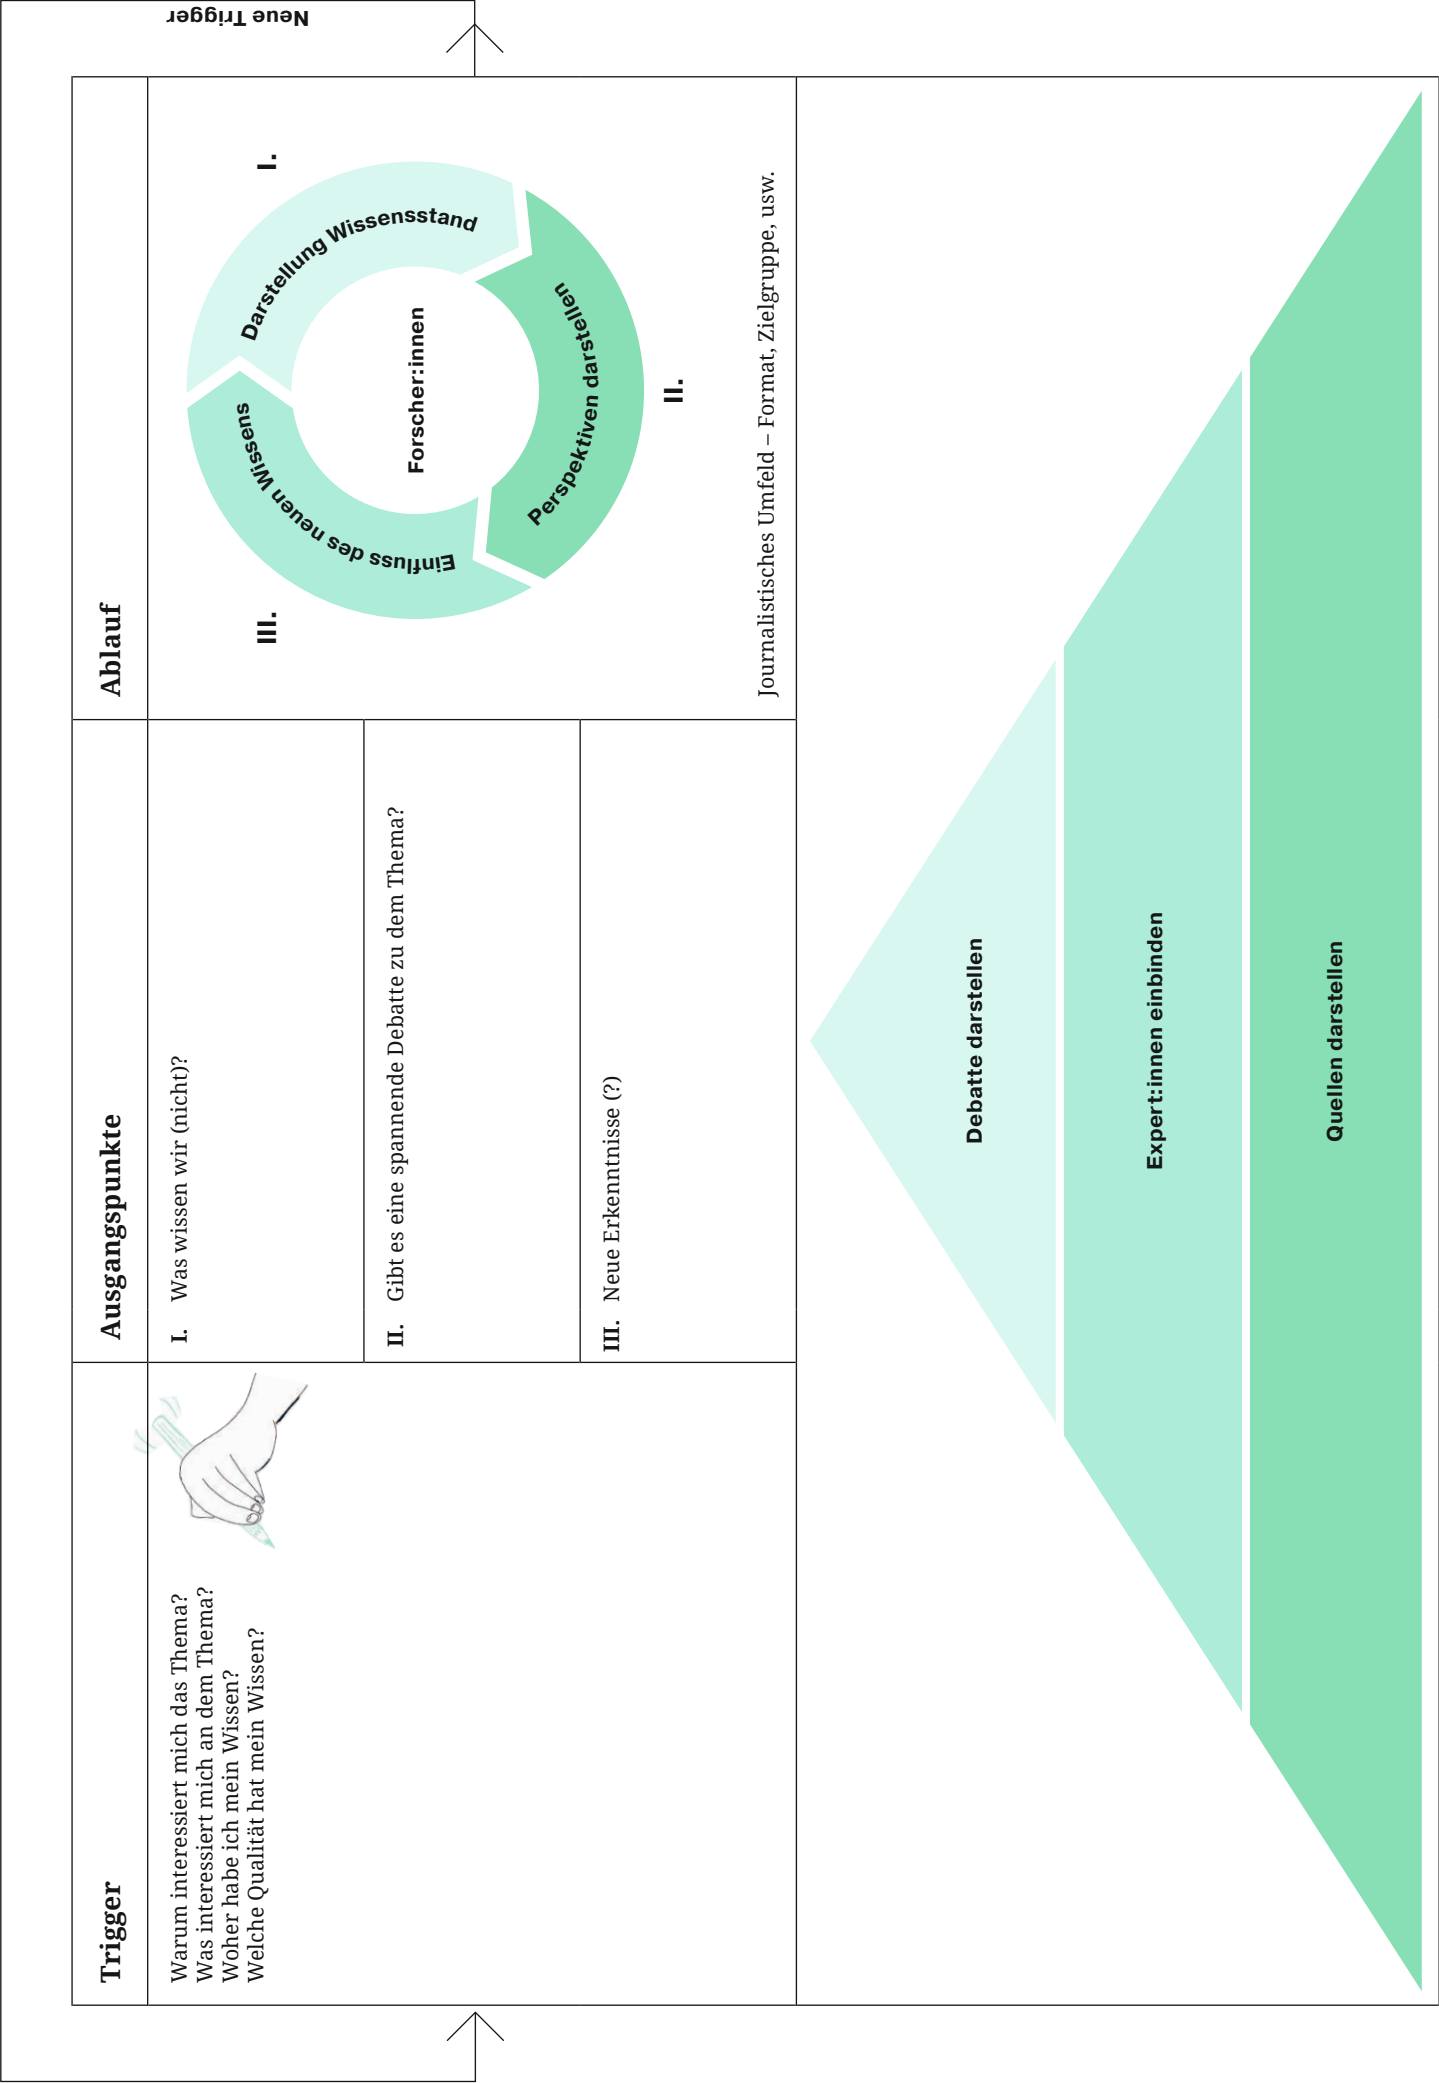 Neue Trigger
Trigger
Ausgangspunkte
Ablauf
Warum interessiert mich das Thema?
Was interessiert mich an dem Thema?
Woher habe ich mein Wissen?
Welche Qualität hat mein Wissen?
I. Was wissen wir (nicht)?
II. Gibt es eine spannende Debatte zu dem Thema?
III. Neue Erkenntnisse (?)
I.
Darstellung Wissensstand
II.
Perspektiven darstellen
III.
Einfluss des neuen Wissens
Forscher:innen
Journalistisches Umfeld – Format, Zielgruppe, usw.
Debatte darstellen
Expert:innen einbinden
Quellen darstellen